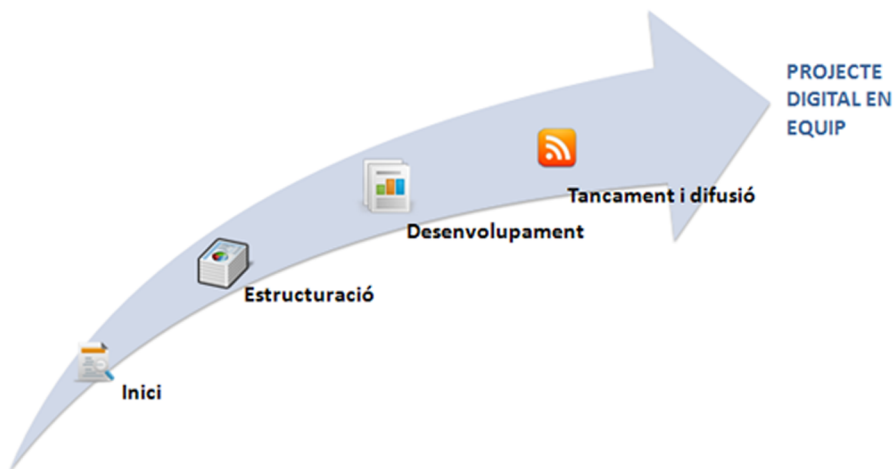 PROJECTE
DIGITAL EN
EQUIP
Tancament i difusió
Desenvolupament
Estructuració
Inici